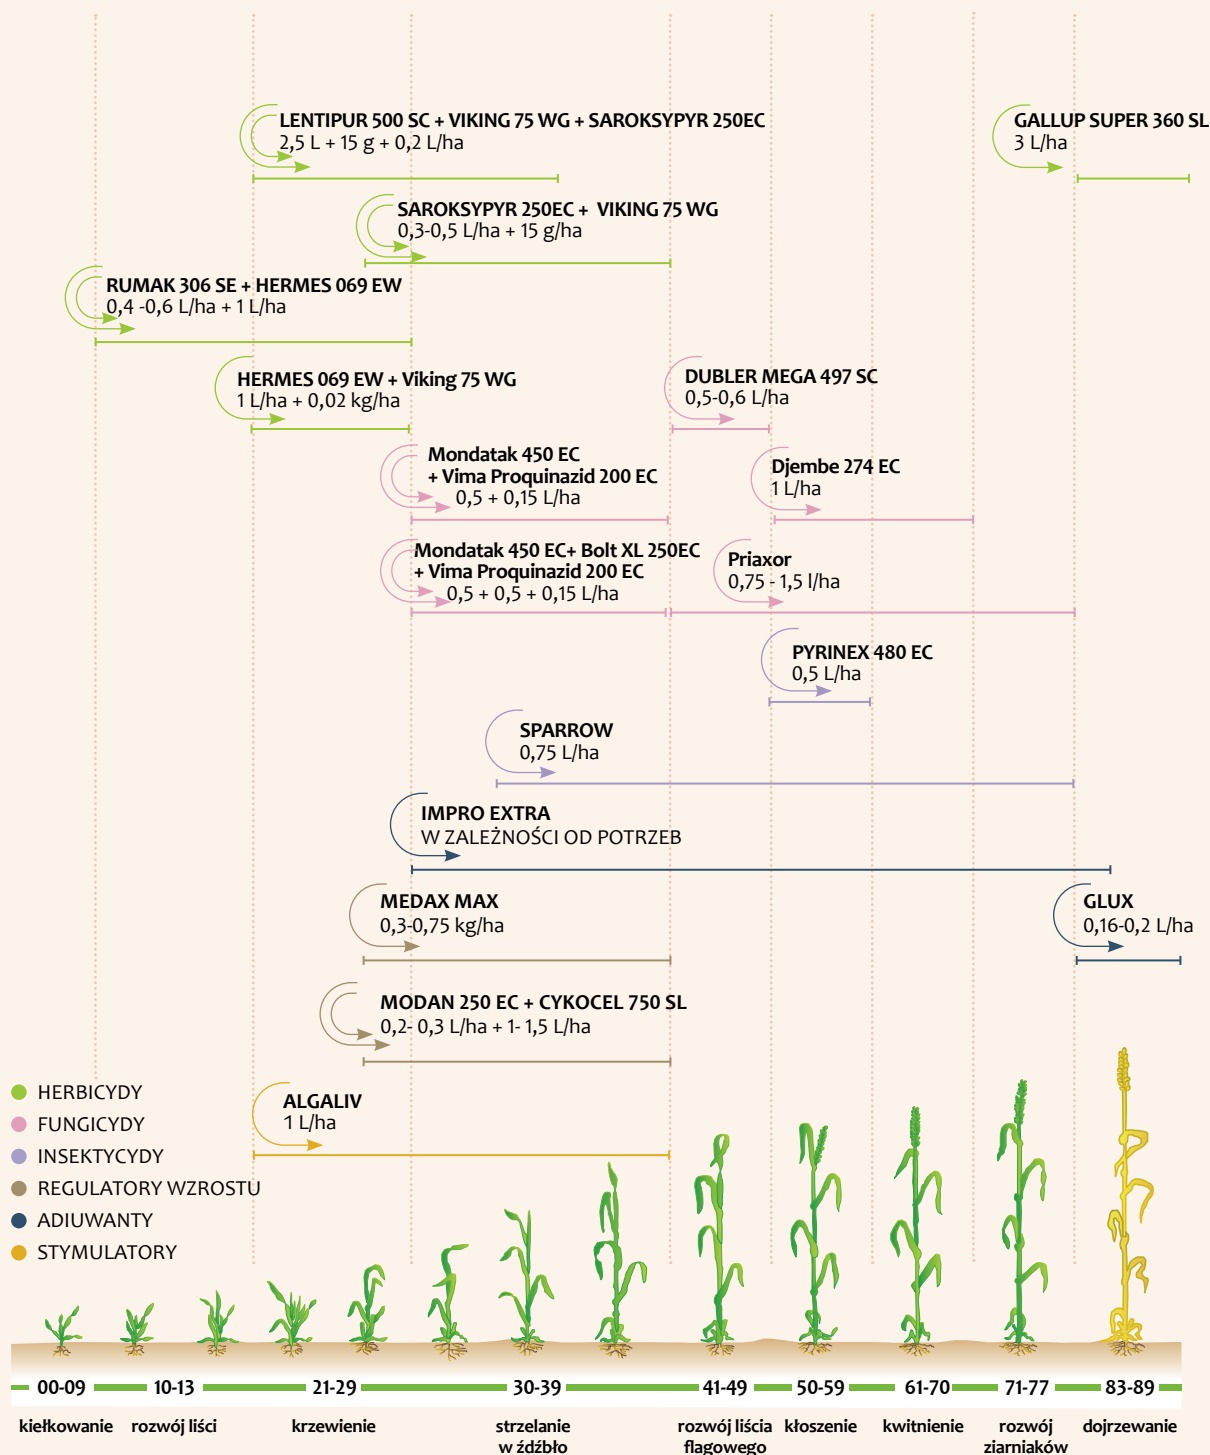 LENTIPUR 500 SC + VIKING 75 WG + SAROKSYPYR 250EC
2,5 L + 15 g + 0,2 L/ha
GALLUP SUPER 360 SL
3 L/ha
SAROKSYPYR 250EC + VIKING 75 WG
0,3-0,5 L/ha + 15 g/ha
RUMAK 306 SE + HERMES 069 EW
0,4 -0,6 L/ha + 1 L/ha
HERMES 069 EW + Viking 75 WG
1 L/ha + 0,02 kg/ha
DUBLER MEGA 497 SC
0,5-0,6 L/ha
Mondatak 450 EC
+ Vima Proquinazid 200 EC
0,5 + 0,15 L/ha
Djembe 274 EC
1 L/ha
Mondatak 450 EC+ Bolt XL 250EC
+ Vima Proquinazid 200 EC
0,5 + 0,5 + 0,15 L/ha
Priaxor
0,75 - 1,5 l/ha
PYRINEX 480 EC
0,5 L/ha
SPARROW
0,75 L/ha
IMPRO EXTRA
W ZALEŻNOŚCI OD POTRZEB
MEDAX MAX
0,3-0,75 kg/ha
GLUX
0,16-0,2 L/ha
MODAN 250 EC + CYKOCEL 750 SL
0,2- 0,3 L/ha + 1- 1,5 L/ha
ALGALIV
1 L/ha
HERBICYDY
FUNGICYDY
INSEKTYCYDY
REGULATORY WZROSTU
ADIUWANTY
STYMULATORY
00-09 10-13 21-29 30-39 41-49 50-59 61-70 71-77 83-89
kiełkowanie rozwój liści krzewienie strzelanie rozwój liścia kłoszenie kwitnienie rozwój dojrzewanie
w źdźbło flagowego ziarniaków